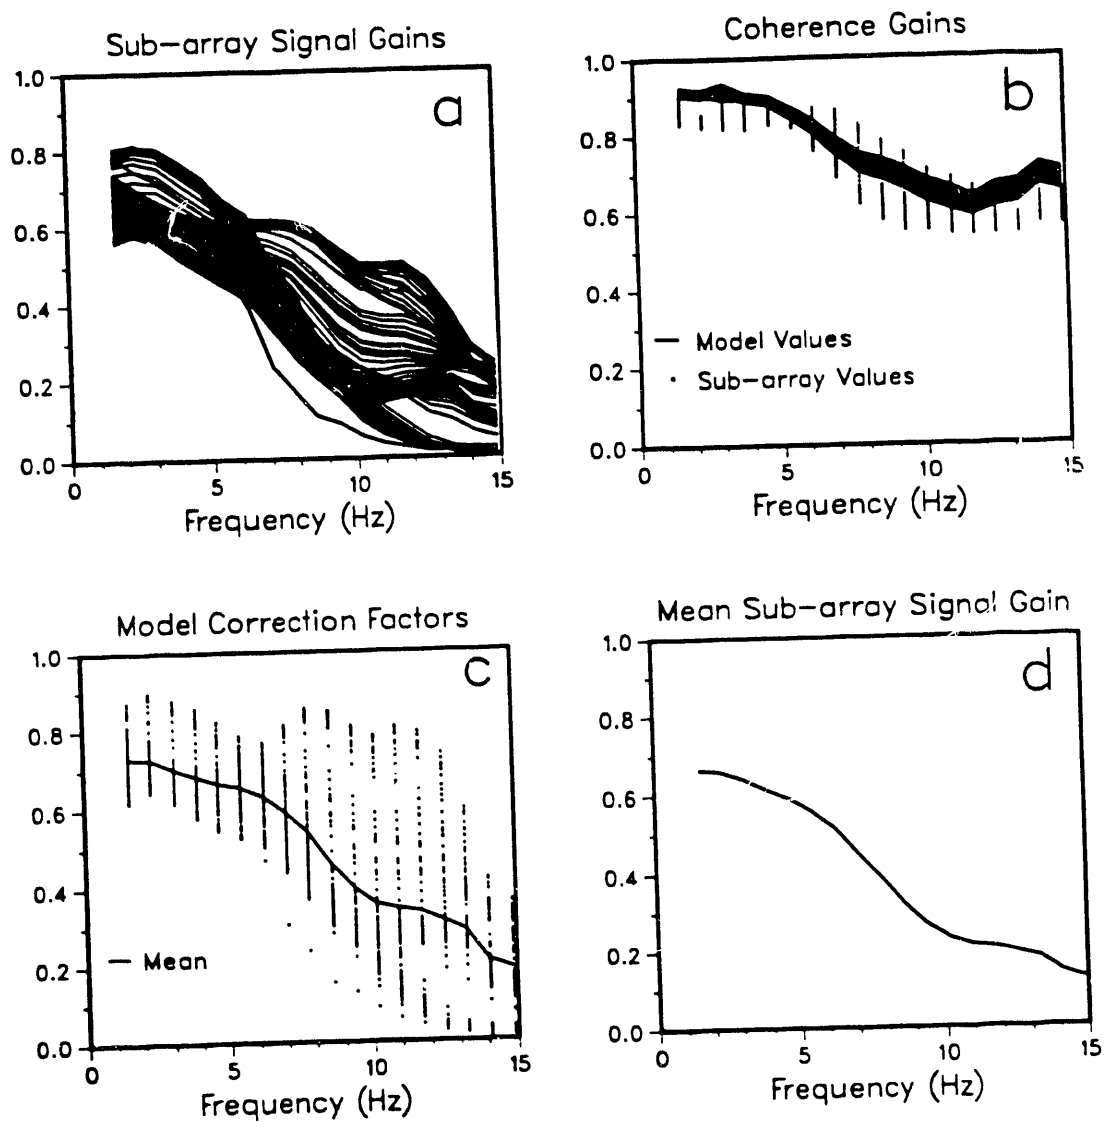 Sub-array Signal Gains
a
1.0
0.8
0.6
0.4
0.2
0.0
0 5 10 15
Frequency (Hz)
Coherence Gains
b
1.0
0.8
0.6
0.4
0.2
0.0
Model Values
Sub-array Values
0 5 10 15
Frequency (Hz)
Model Correction Factors
c
1.0
0.8
0.6
0.4
0.2
0.0
Mean
0 5 10 15
Frequency (Hz)
Mean Sub-array Signal Gain
d
1.0
0.8
0.6
0.4
0.2
0.0
0 5 10 15
Frequency (Hz)